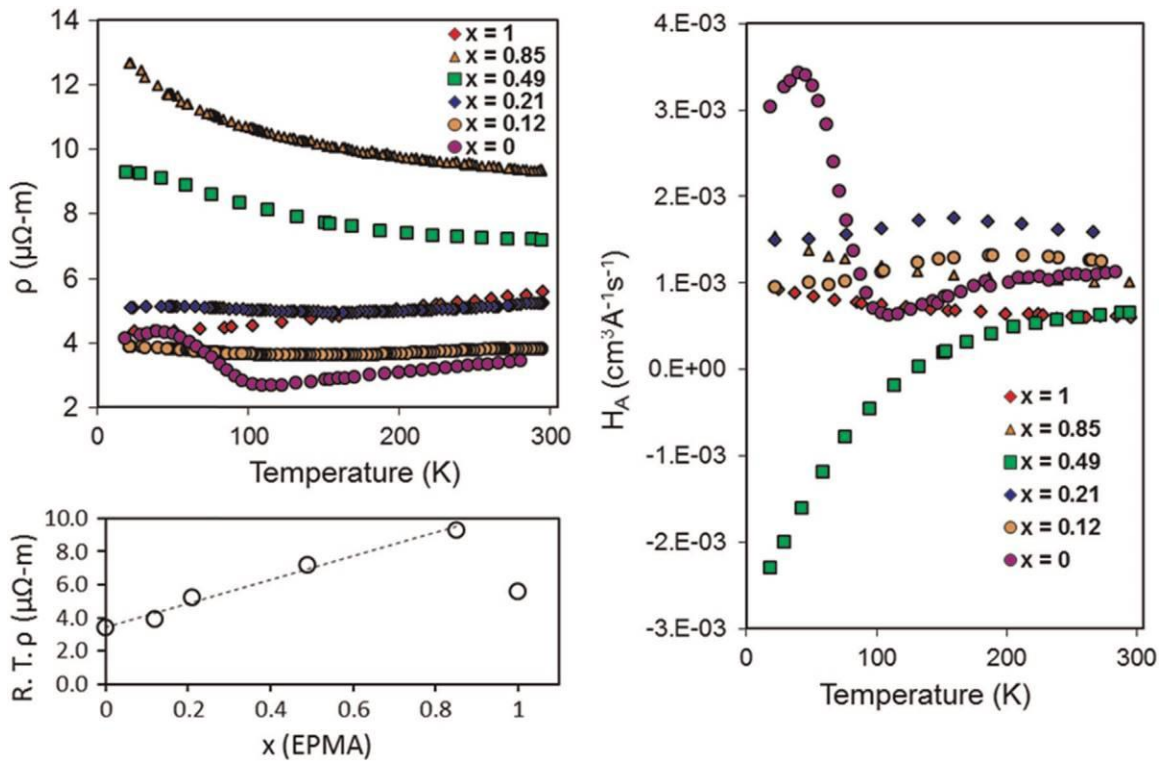 12
10
8
6
4
2
ρ (μΩ-m)
x = 1
x = 0.85
x = 0.49
x = 0.21
x = 0.12
x = 0
0 100 200 300
Temperature (K)
10.0
8.0
6.0
4.0
2.0
0.0
R. T. ρ (μΩ-m)
0 0.2 0.4 0.6 0.8 1
x (EPMA)
4.E-03
3.E-03
2.E-03
1.E-03
0.E+00
-1.E-03
-2.E-03
-3.E-03
H_A (cm³A⁻¹s⁻¹)
x = 1
x = 0.85
x = 0.49
x = 0.21
x = 0.12
x = 0
0 100 200 300
Temperature (K)